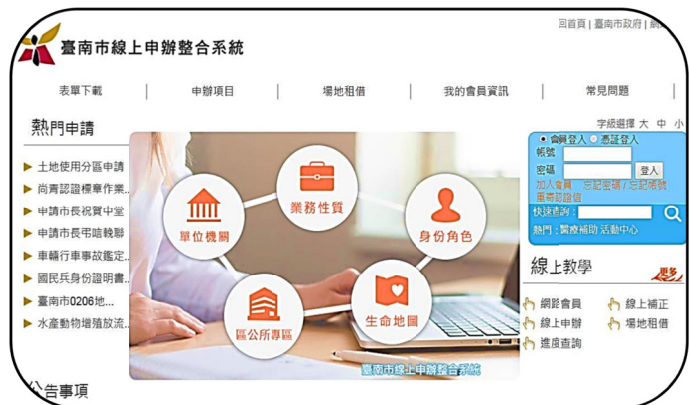 回首頁 | 臺南市政府 |
臺南市線上申辦整合系統
表單下載 | 申辦項目 | 場地租借 | 我的會員資訊 | 常見問題 |
字級選擇 大 中 小
熱門申請
土地使用分區申請
尚青認證標章作業..
申請市長祝賀中堂
申請市長弔唁輓聯
車輛行車事故鑑定..
國民兵身份證明書..
臺南市0206地...
水產動物增殖放流..
業務性質
單位機關
身份角色
區公所專區
生命地圖
臺南市線上申辦整合系統
會員登入 憑証登入
帳號
密碼 登入
加入會員 忘記密碼 / 忘記帳號
重寄認證信
快速查詢:
熱門:醫療補助 活動中心
線上教學 更多
網路會員 線上補正
線上申辦 場地租借
進度查詢
公告事項